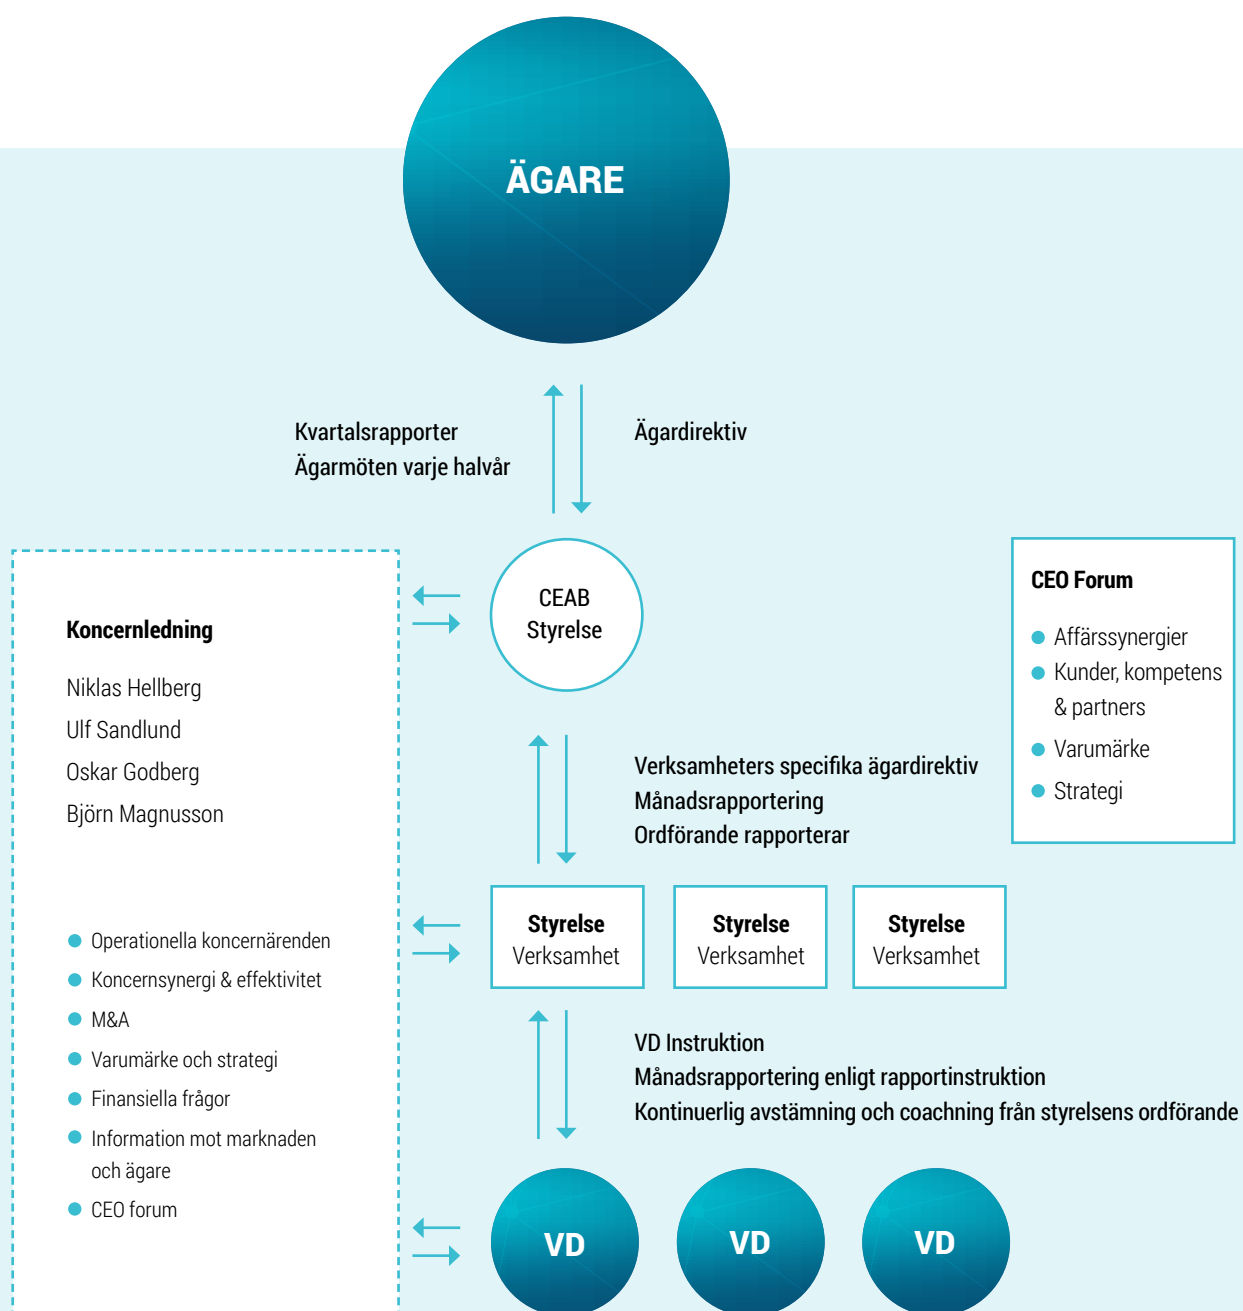 ÄGARE
Kvartalsrapporter
Ägarmöten varje halvår
Ägardirektiv
CEAB
Styrelse
Koncernledning
Niklas Hellberg
Ulf Sandlund
Oskar Godberg
Björn Magnusson
Operationella koncernärenden
Koncernsynergi & effektivitet
M&A
Varumärke och strategi
Finansiella frågor
Information mot marknaden
och ägare
CEO forum
CEO Forum
Affärssynergier
Kunder, kompetens
& partners
Varumärke
Strategi
Verksamheters specifika ägardirektiv
Månadsrapportering
Ordförande rapporterar
Styrelse
Verksamhet
Styrelse
Verksamhet
Styrelse
Verksamhet
VD Instruktion
Månadsrapportering enligt rapportinstruktion
Kontinuerlig avstämning och coachning från styrelsens ordförande
VD
VD
VD